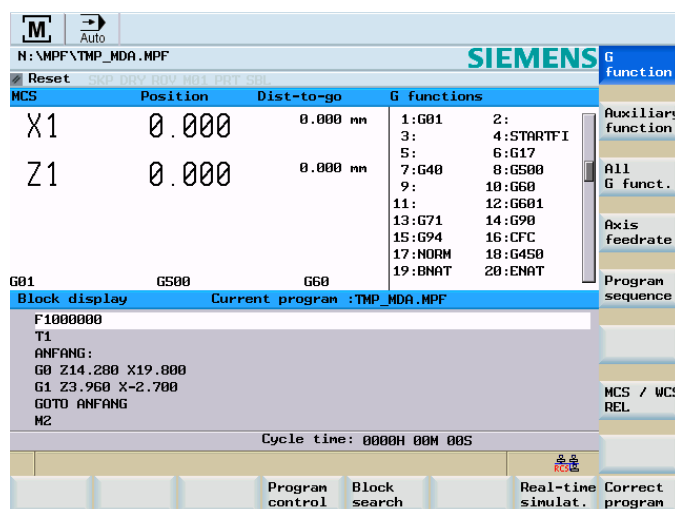 M Auto
N:\MPF\TMP_MDA.MPF SIEMENS
Reset SKP DRY ROV M01 PRT SBL
MCS Position Dist-to-go G functions
X1 0.000 0.000 mm
Z1 0.000 0.000 mm
1:G01 2:
3: 4:STARTFI
5: 6:G17
7:G40 8:G500
9: 10:G60
11: 12:G601
13:G71 14:G90
15:G94 16:CFC
17:NORM 18:G450
19:BNAT 20:ENAT
G01 G500 G60
Block display Current program :TMP_MDA.MPF
F1000000
T1
ANFANG:
G0 Z14.280 X19.800
G1 Z3.960 X-2.700
GOTO ANFANG
M2
Cycle time: 0000H 00M 00S
RCS
G
function
Auxiliary
function
All
G funct.
Axis
feedrate
Program
sequence
MCS / WCS
REL
Program
control
Block
search
Real-time
simulat.
Correct
program